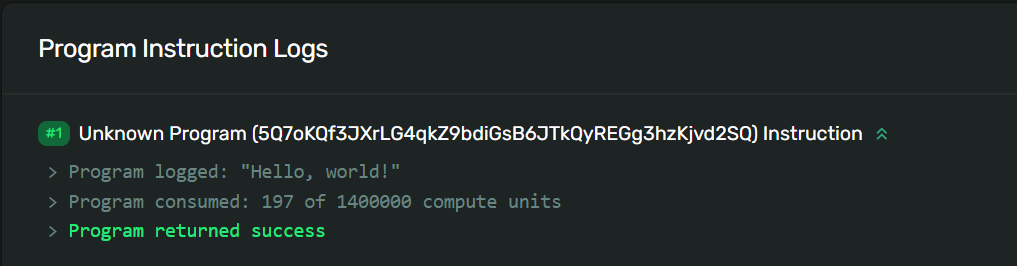 Program Instruction Logs
#1 Unknown Program (5Q7oKQf3JXrLG4qkZ9bdiGsB6JTkQyREGg3hzKjvd2SQ) Instruction
> Program logged: "Hello, world!"
> Program consumed: 197 of 1400000 compute units
> Program returned success